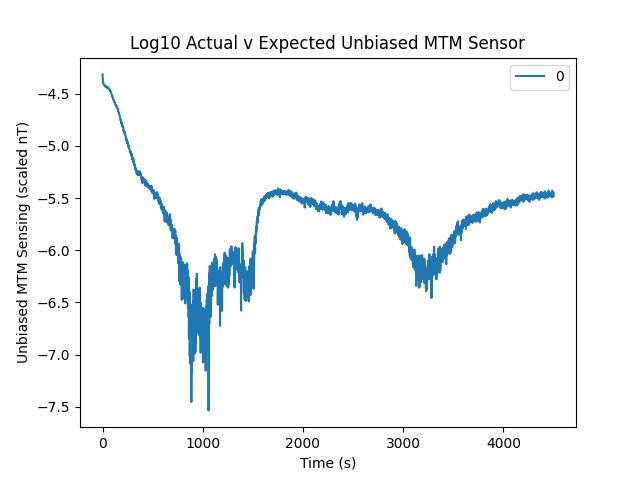 Log10 Actual v Expected Unbiased MTM Sensor
0
Unbiased MTM Sensing (scaled nT)
−4.5
−5.0
−5.5
−6.0
−6.5
−7.0
−7.5
0 1000 2000 3000 4000
Time (s)